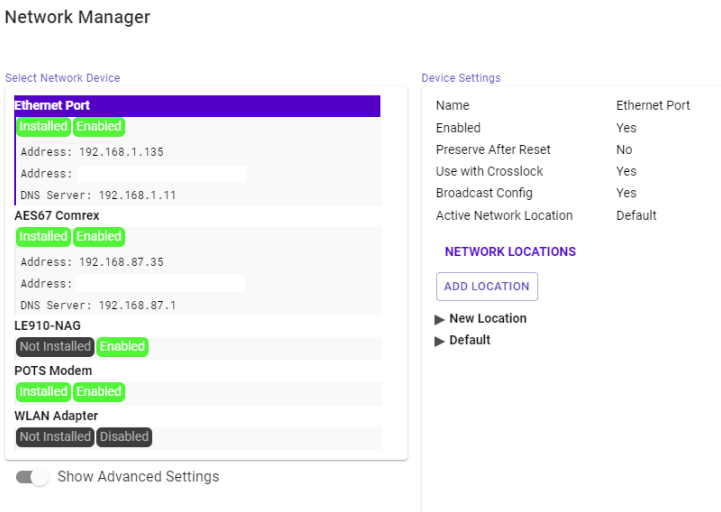 Network Manager
Select Network Device
Ethernet Port
Installed Enabled
Address: 192.168.1.135
Address:
DNS Server: 192.168.1.11
AES67 Comrex
Installed Enabled
Address: 192.168.87.35
Address:
DNS Server: 192.168.87.1
LE910-NAG
Not Installed Enabled
POTS Modem
Installed Enabled
WLAN Adapter
Not Installed Disabled
Show Advanced Settings
Device Settings
Name Ethernet Port
Enabled Yes
Preserve After Reset No
Use with Crosslock Yes
Broadcast Config Yes
Active Network Location Default
NETWORK LOCATIONS
ADD LOCATION
▶ New Location
▶ Default